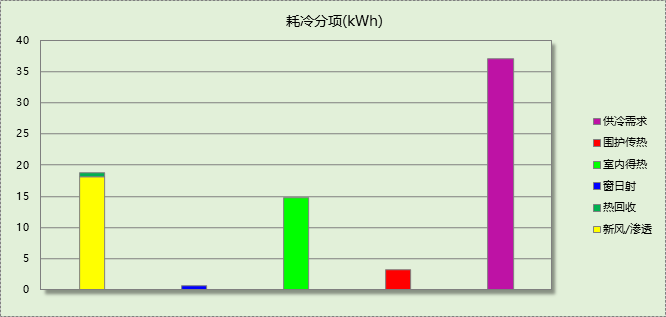 耗冷分项(kWh)
40
35
30
25
20
15
10
5
0
供冷需求
围护传热
室内得热
窗日射
热回收
新风/渗透